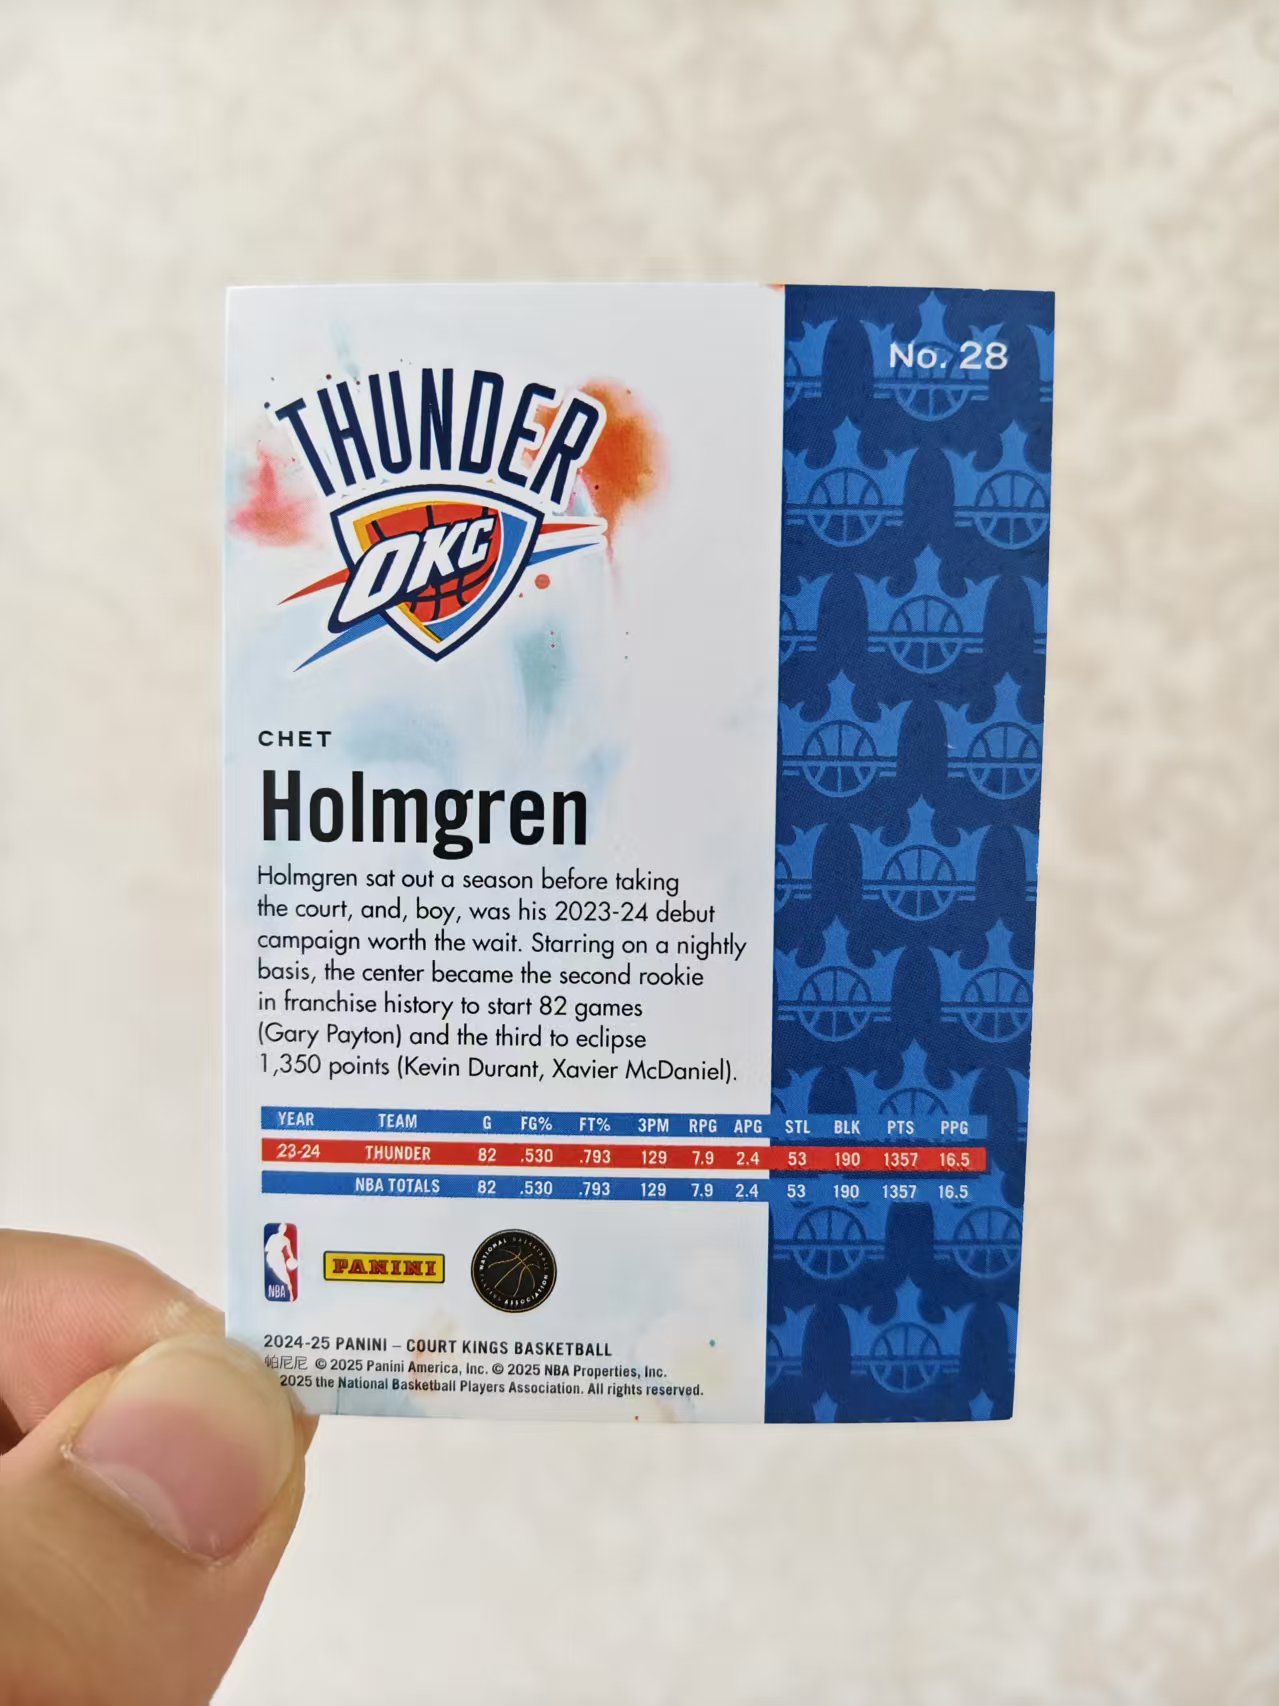 No. 28
THUNDER
OKC
CHET
Holmgren
Holmgren sat out a season before taking
the court, and, boy, was his 2023-24 debut
campaign worth the wait. Starring on a nightly
basis, the center became the second rookie
in franchise history to start 82 games
(Gary Payton) and the third to eclipse
1,350 points (Kevin Durant, Xavier McDaniel).
YEAR TEAM G FG% FT% 3PM RPG APG STL BLK PTS PPG
23-24 THUNDER 82 .530 .793 129 7.9 2.4 53 190 1357 16.5
NBA TOTALS 82 .530 .793 129 7.9 2.4 53 190 1357 16.5
NBA
PANINI
NATIONAL BASKETBALL
PLAYERS ASSOCIATION
2024-25 PANINI – COURT KINGS BASKETBALL
帕尼尼 © 2025 Panini America, Inc. © 2025 NBA Properties, Inc.
2025 the National Basketball Players Association. All rights reserved.